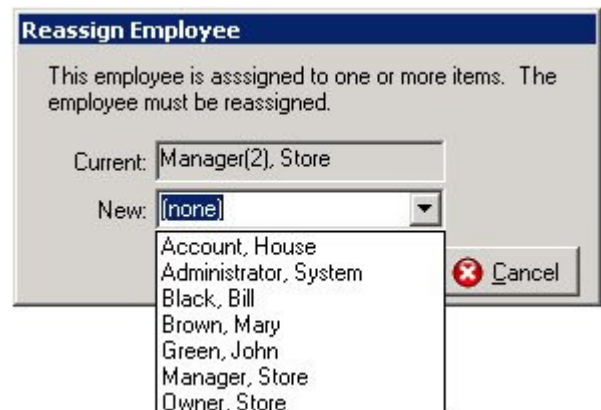 Reassign Employee
This employee is asssigned to one or more items. The
employee must be reassigned.
Current: Manager(2), Store
New: (none)
Account, House
Administrator, System
Cancel
Black, Bill
Brown, Mary
Green, John
Manager, Store
Owner, Store